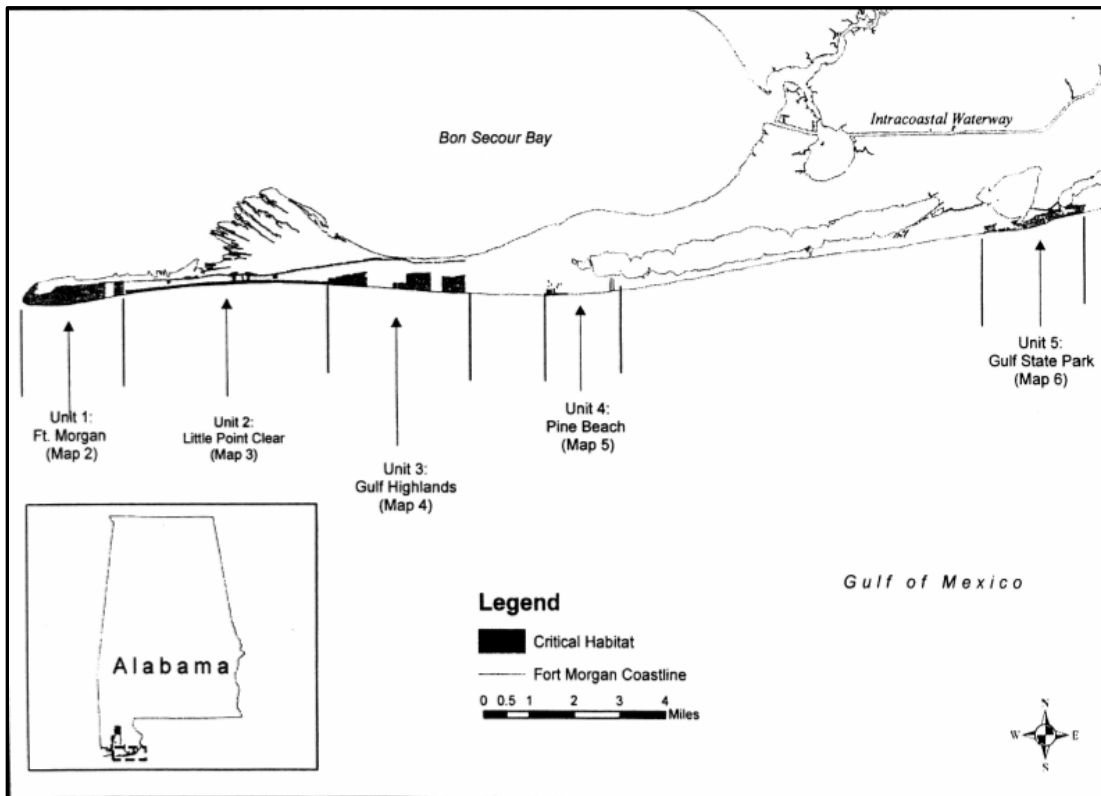 Bon Secour Bay
Intracoastal Waterway
Unit 1:
Ft. Morgan
(Map 2)
Unit 2:
Little Point Clear
(Map 3)
Unit 3:
Gulf Highlands
(Map 4)
Unit 4:
Pine Beach
(Map 5)
Unit 5:
Gulf State Park
(Map 6)
Gulf of Mexico
Alabama
Legend
Critical Habitat
Fort Morgan Coastline
0 0.5 1 2 3 4
Miles
N
W E
S